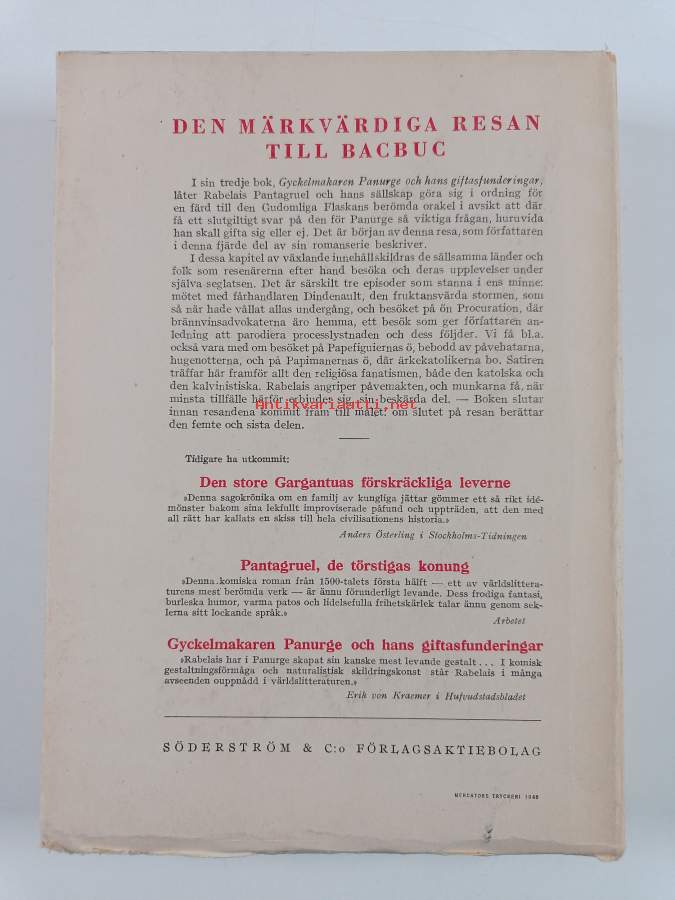 DEN MÄRKVÄRDIGA RESAN
TILL BACBUC
I sin tredje bok, Gyckelmakaren Panurge och hans giftasfunderingar,
låter Rabelais Pantagruel och hans sällskap göra sig i ordning för
en färd till den Gudomliga Flaskans berömda orakel i avsikt att där
få ett slutgiltigt svar på den för Panurge så viktiga frågan, huruvida
han skall gifta sig eller ej. Det är början av denna resa, som författaren
i denna fjärde del av sin romanserie beskriver.
I dessa kapitel av växlande innehåll skildras de sällsamma länder och
folk som resenärerna efter hand besöka och deras upplevelser under
själva seglatsen. Det är särskilt tre episoder som stanna i ens minne:
mötet med fårhandlaren Dindenault, den fruktansvärda stormen, som
så när hade vållat allas undergång, och besöket på ön Procuration, där
brännvinsadvokaterna äro hemma, ett besök som ger författaren an-
ledning att parodiera processlystnaden och dess följder. Vi få bl.a.
också vara med om besöket på Papefiguiernas ö, bebodd av påvehatarna,
hugenotterna, och på Papimanernas ö, där ärkekatolikerna bo. Satiren
träffar här framför allt den religiösa fanatismen, både den katolska och
den kalvinistiska. Rabelais angriper påvemakten, och munkarna få, när
minsta tillfälle härför erbjuder sig, sin beskärda del. — Boken slutar
Antikvariaatti.net
innan resandena kommit fram till målet: om slutet på resan berättar
den femte och sista delen.
Tidigare ha utkommit:
Den store Gargantuas förskräckliga leverne
»Denna sagokrönika om en familj av kungliga jättar gömmer ett så rikt idé-
mönster bakom sina lekfullt improviserade påfund och uppträden, att den med
all rätt har kallats en skiss till hela civilisationens historia.»
Anders Österling i Stockholms-Tidningen
Pantagruel, de törstigas konung
»Denna komiska roman från 1500-talets första hälft — ett av världslittera-
turens mest berömda verk — är ännu förunderligt levande. Dess frodiga fantasi,
burleska humor, varma patos och lidelsefulla frihetskärlek talar ännu genom sek-
lerna sitt lockande språk.»
Arbetet
Gyckelmakaren Panurge och hans giftasfunderingar
»Rabelais har i Panurge skapat sin kanske mest levande gestalt... I komisk
gestaltningsförmåga och naturalistisk skildringskonst står Rabelais i många
avseenden ouppnådd i världslitteraturen.»
Erik von Kraemer i Hufvudstadsbladet
SÖDERSTRÖM & C:o FÖRLAGSAKTIEBOLAG
MERCATORS TRYCKERI 1948